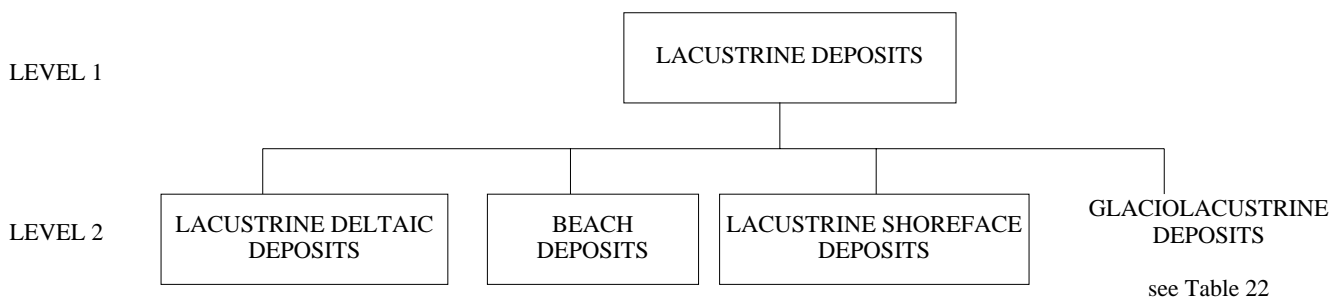 LEVEL 1
LACUSTRINE DEPOSITS
LEVEL 2
LACUSTRINE DELTAIC
DEPOSITS
BEACH
DEPOSITS
LACUSTRINE SHOREFACE
DEPOSITS
GLACIOLACUSTRINE
DEPOSITS
see Table 22